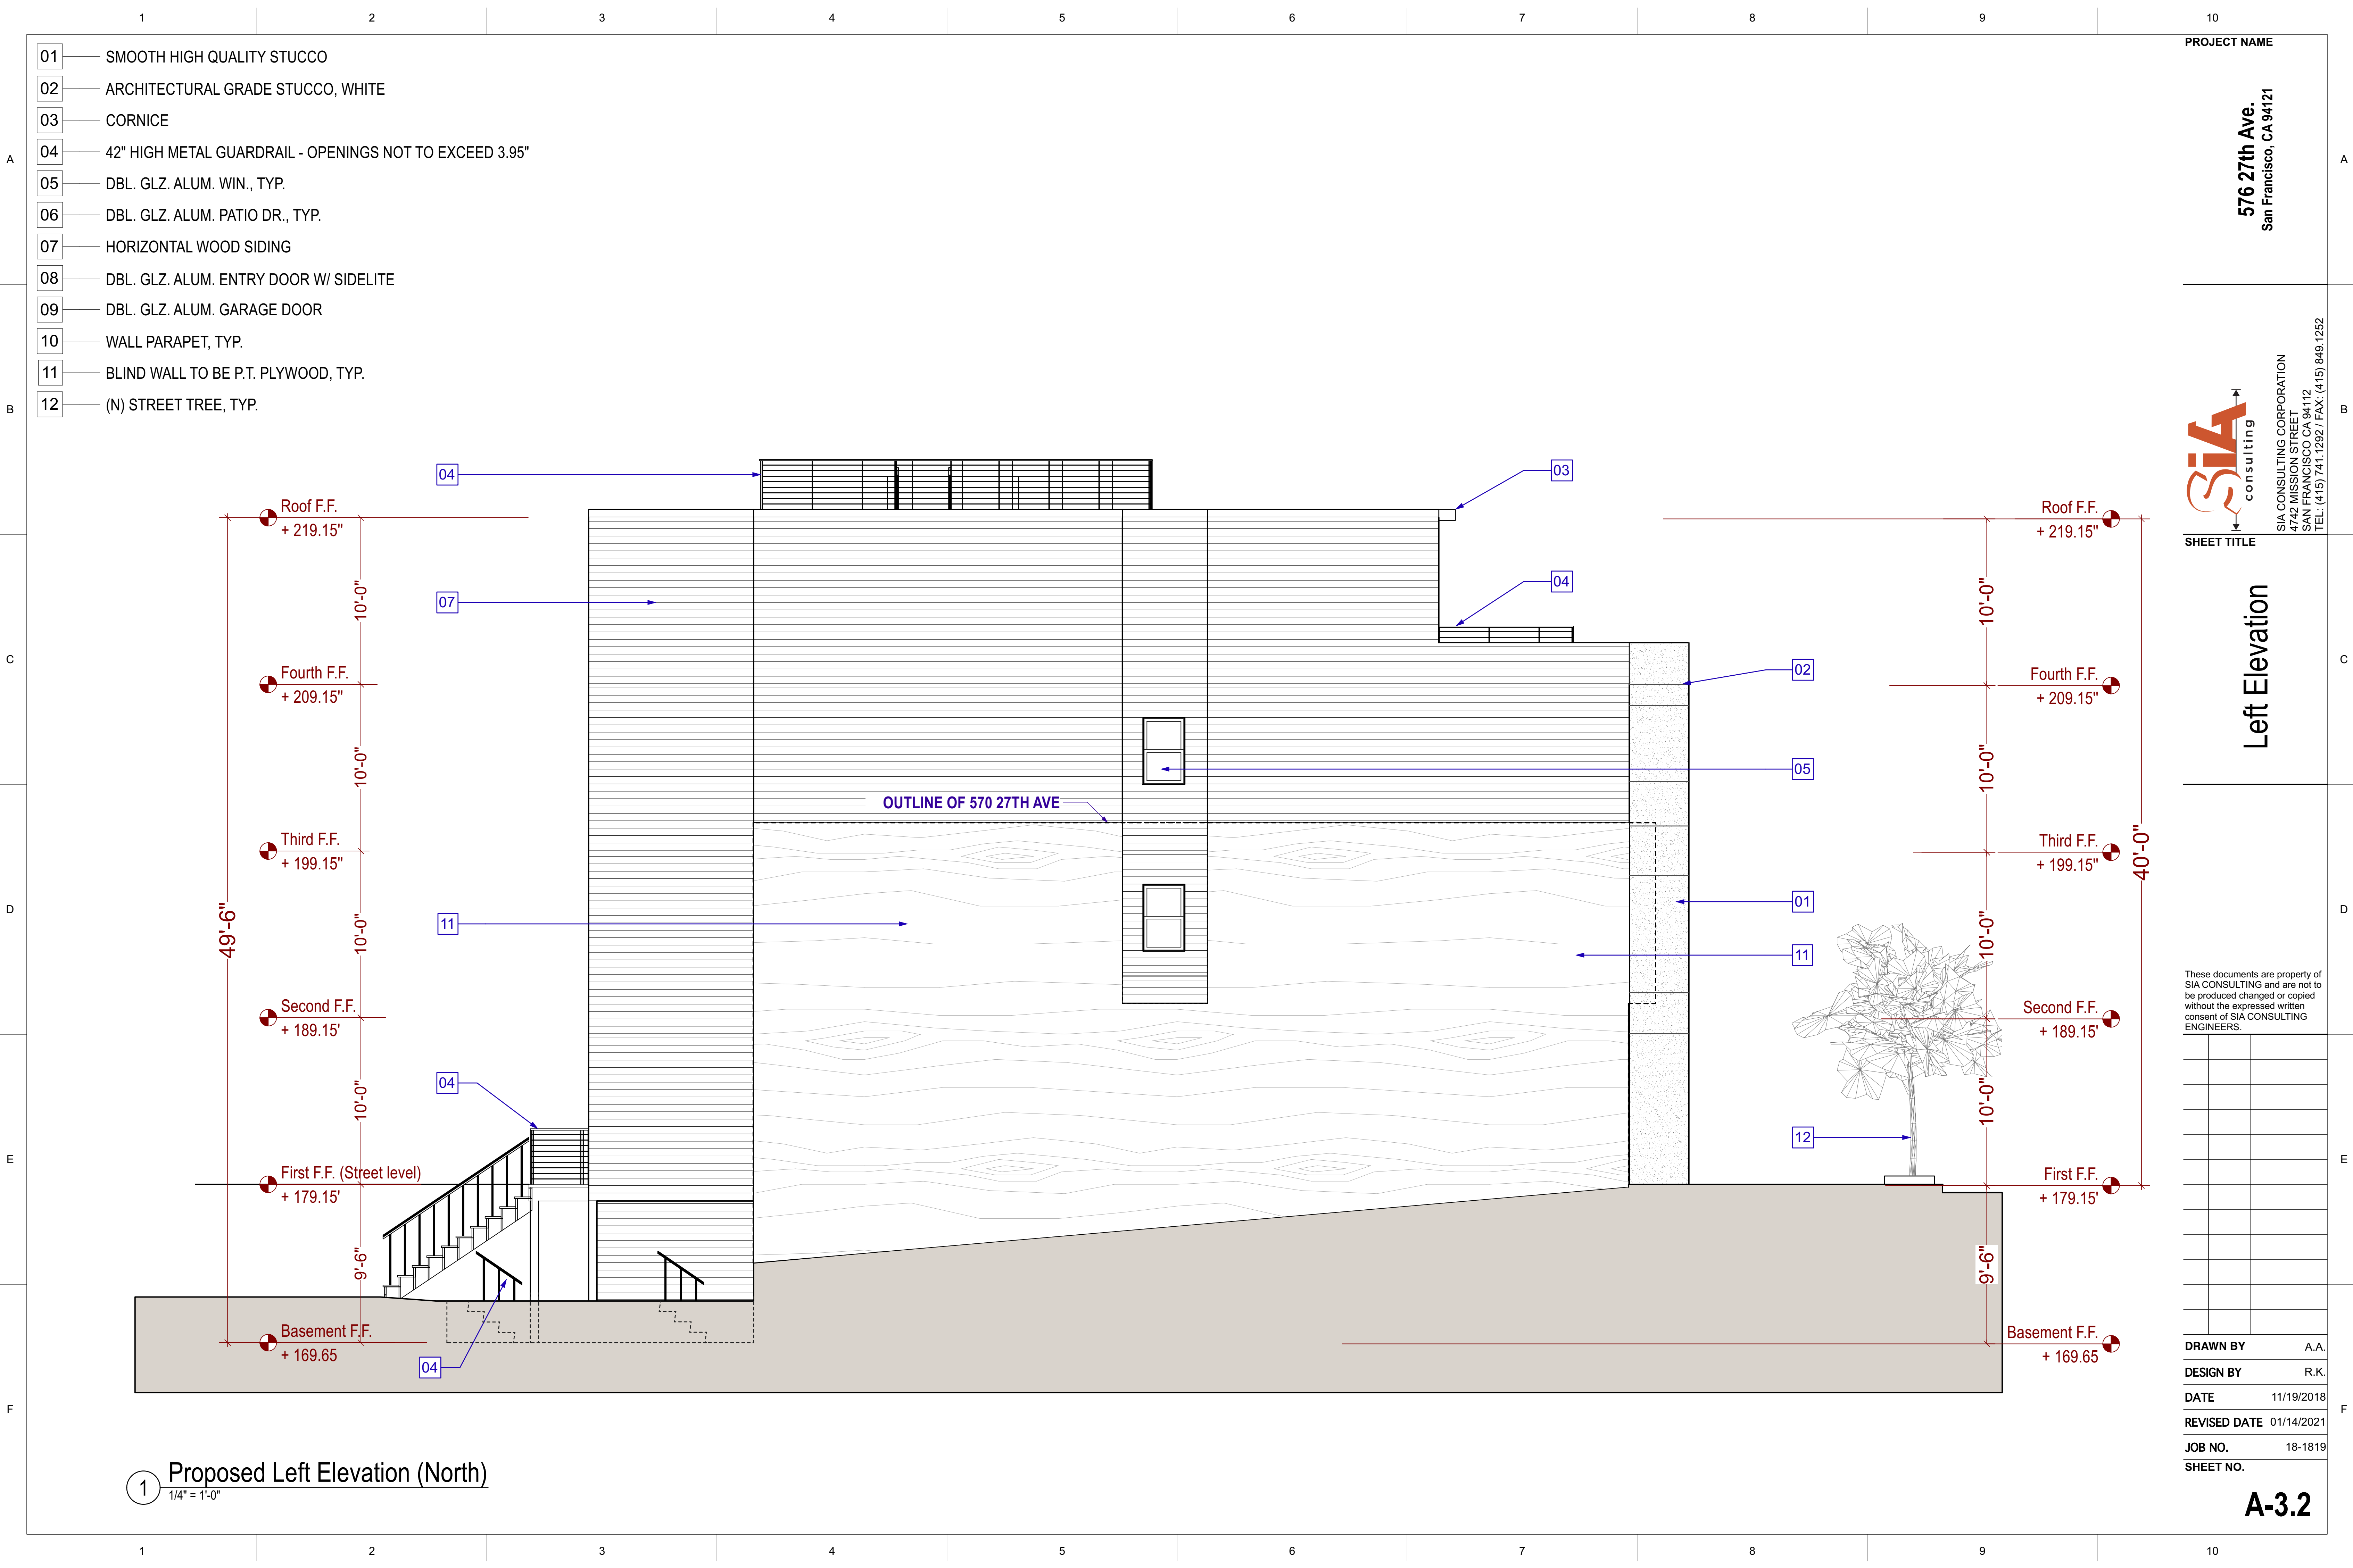 1 2 3 4 5 6 7 8 9 10
01 SMOOTH HIGH QUALITY STUCCO
02 ARCHITECTURAL GRADE STUCCO, WHITE
03 CORNICE
04 42" HIGH METAL GUARDRAIL - OPENINGS NOT TO EXCEED 3.95"
05 DBL. GLZ. ALUM. WIN., TYP.
06 DBL. GLZ. ALUM. PATIO DR., TYP.
07 HORIZONTAL WOOD SIDING
08 DBL. GLZ. ALUM. ENTRY DOOR W/ SIDELITE
09 DBL. GLZ. ALUM. GARAGE DOOR
10 WALL PARAPET, TYP.
11 BLIND WALL TO BE P.T. PLYWOOD, TYP.
12 (N) STREET TREE, TYP.
A
B
C
D
E
F
Roof F.F.
+ 219.15"
10'-0"
Fourth F.F.
+ 209.15"
10'-0"
Third F.F.
+ 199.15"
10'-0"
49'-6"
Second F.F.
+ 189.15'
10'-0"
First F.F. (Street level)
+ 179.15'
9'-6"
Basement F.F.
+ 169.65
04
07
11
04
04
OUTLINE OF 570 27TH AVE
03
04
02
05
01
11
12
Roof F.F.
+ 219.15"
10'-0"
Fourth F.F.
+ 209.15"
10'-0"
Third F.F.
+ 199.15"
40'-0"
10'-0"
Second F.F.
+ 189.15'
10'-0"
First F.F.
+ 179.15'
9'-6"
Basement F.F.
+ 169.65
1
Proposed Left Elevation (North)
1/4" = 1'-0"
PROJECT NAME
576 27th Ave.
San Francisco, CA 94121
SiA
consulting
SIA CONSULTING CORPORATION
4742 MISSION STREET
SAN FRANCISCO CA 94112
TEL: (415) 741.1292 / FAX: (415) 849.1252
SHEET TITLE
Left Elevation
These documents are property of
SIA CONSULTING and are not to
be produced changed or copied
without the expressed written
consent of SIA CONSULTING
ENGINEERS.
DRAWN BY A.A.
DESIGN BY R.K.
DATE 11/19/2018
REVISED DATE 01/14/2021
JOB NO. 18-1819
SHEET NO.
A-3.2
A
B
C
D
E
F
1 2 3 4 5 6 7 8 9 10